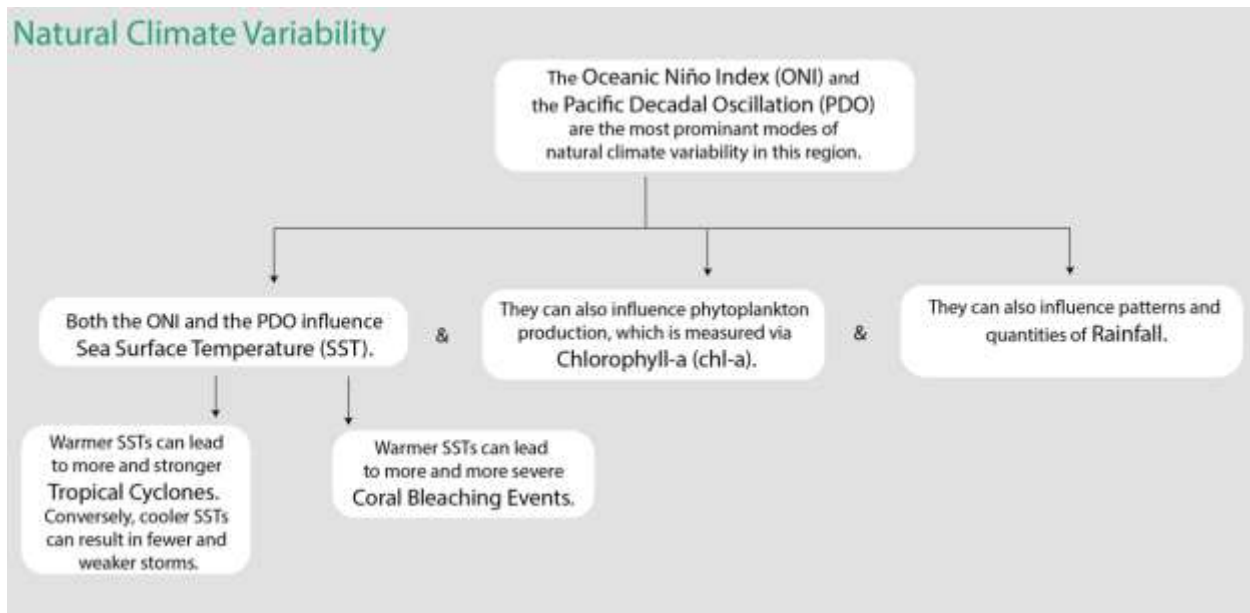 Natural Climate Variability
The Oceanic Niño Index (ONI) and
the Pacific Decadal Oscillation (PDO)
are the most prominant modes of
natural climate variability in this region.
Both the ONI and the PDO influence
Sea Surface Temperature (SST).
&
They can also influence phytoplankton
production, which is measured via
Chlorophyll-a (chl-a).
&
They can also influence patterns and
quantities of Rainfall.
Warmer SSTs can lead
to more and stronger
Tropical Cyclones.
Conversely, cooler SSTs
can result in fewer and
weaker storms.
Warmer SSTs can lead
to more and more severe
Coral Bleaching Events.